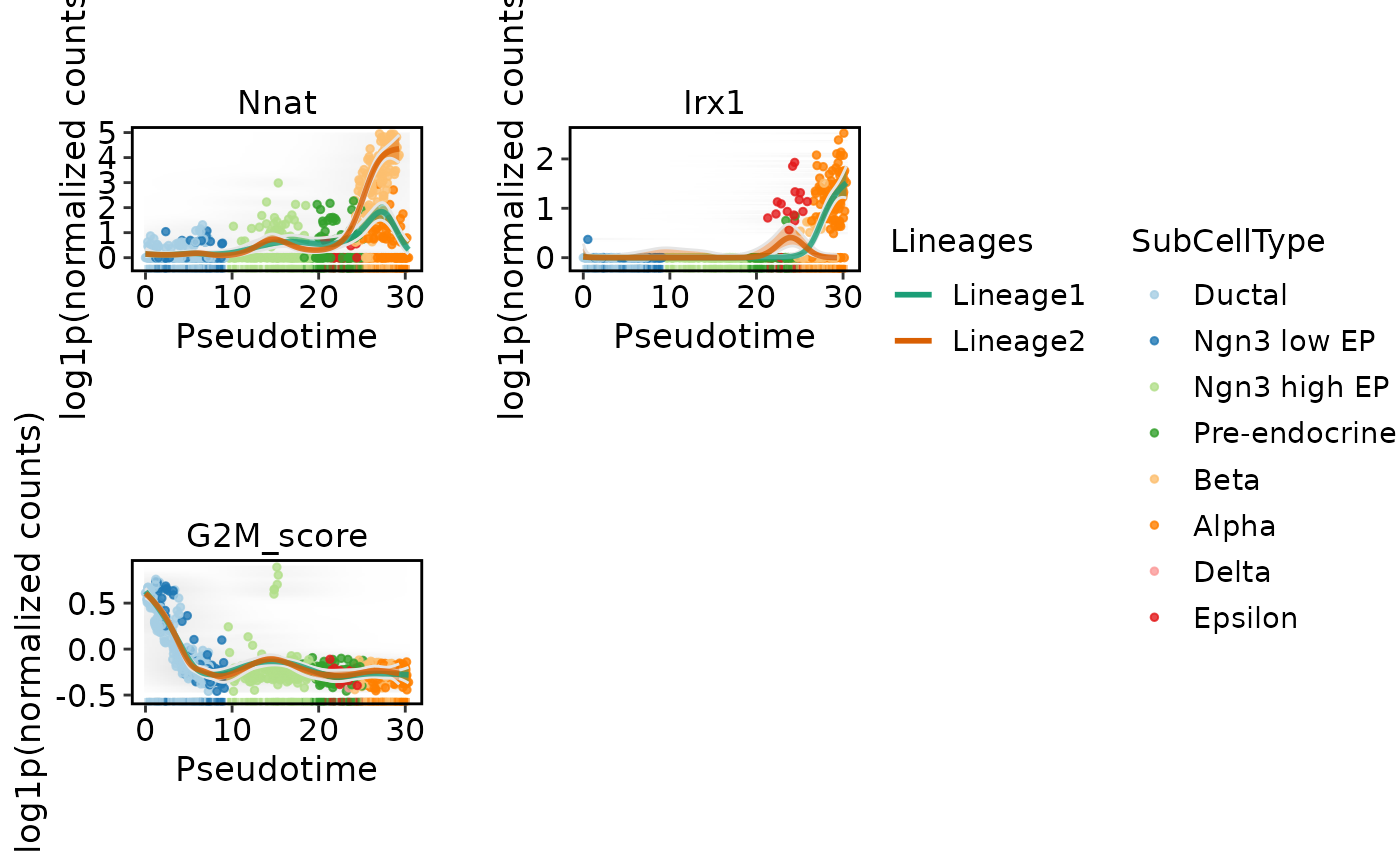 Nnat
log1p(normalized counts
5
4
3
2
1
0
0 10 20 30
Pseudotime
Irx1
log1p(normalized counts
2
1
0
0 10 20 30
Pseudotime
Lineages
Lineage1
Lineage2
SubCellType
Ductal
Ngn3 low EP
Ngn3 high EP
Pre-endocrine
Beta
Alpha
Delta
Epsilon
G2M_score
log1p(normalized counts)
0.5
0.0
-0.5
0 10 20 30
Pseudotime